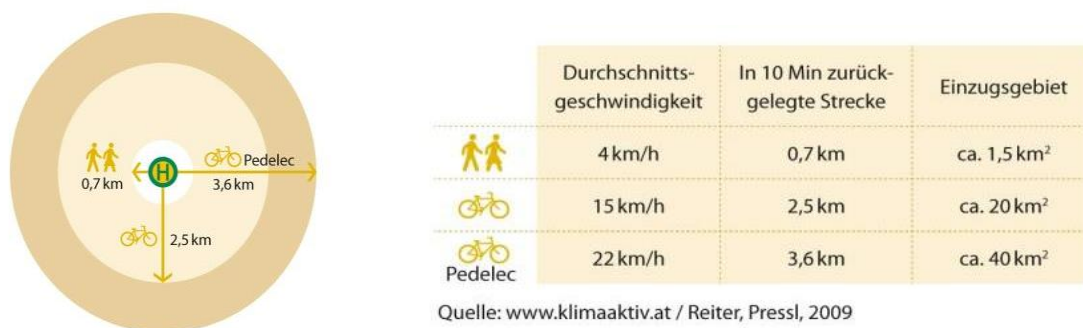 H
Pedelec
0,7 km
3,6 km
2,5 km
Durchschnitts-
geschwindigkeit
In 10 Min zurück-
gelegte Strecke
Einzugsgebiet
4 km/h
0,7 km
ca. 1,5 km²
15 km/h
2,5 km
ca. 20 km²
Pedelec
22 km/h
3,6 km
ca. 40 km²
Quelle: www.klimaaktiv.at / Reiter, Pressl, 2009